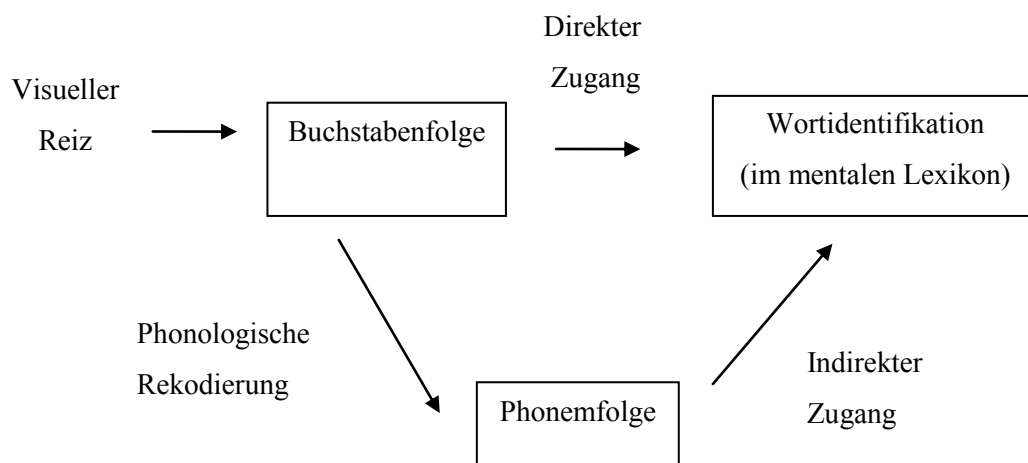 Direkter
Zugang
Visueller
Reiz
Buchstabenfolge
Wortidentifikation
(im mentalen Lexikon)
Phonologische
Rekodierung
Phonemfolge
Indirekter
Zugang